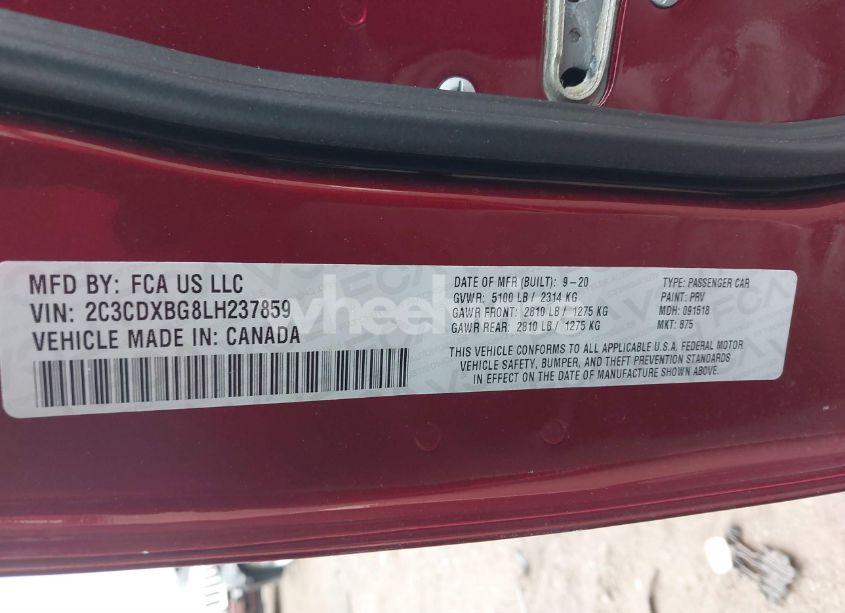 MFD BY: FCA US LLC
VIN: 2C3CDXBG8LH237859
VEHICLE MADE IN: CANADA
DATE OF MFR (BUILT): 9-20
GVWR: 5100 LB / 2314 KG
GAWR FRONT: 2810 LB / 1275 KG
GAWR REAR: 2810 LB / 1275 KG
TYPE: PASSENGER CAR
PAINT: PRV
MDH: 091518
MKT: 875
THIS VEHICLE CONFORMS TO ALL APPLICABLE U.S.A. FEDERAL MOTOR
VEHICLE SAFETY, BUMPER, AND THEFT PREVENTION STANDARDS
IN EFFECT ON THE DATE OF MANUFACTURE SHOWN ABOVE.